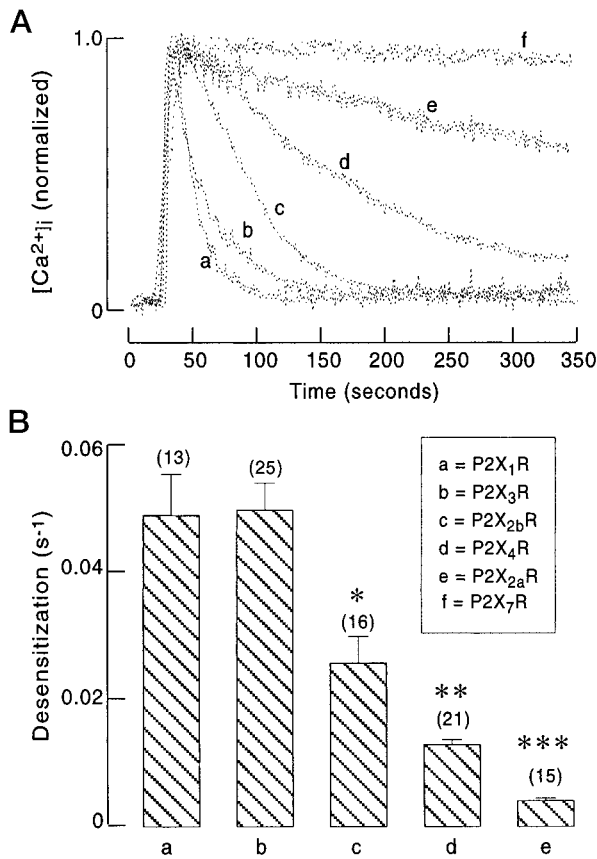 A
1.0
0
[Ca²⁺]i (normalized)
f
e
d
c
b
a
0 50 100 150 200 250 300 350
Time (seconds)
B
0.06
0.04
0.02
0
Desensitization (s⁻¹)
(13)
(25)
*
(16)
**
(21)
***
(15)
a = P2X₁R
b = P2X₃R
c = P2X₂bR
d = P2X₄R
e = P2X₂aR
f = P2X₇R
a b c d e